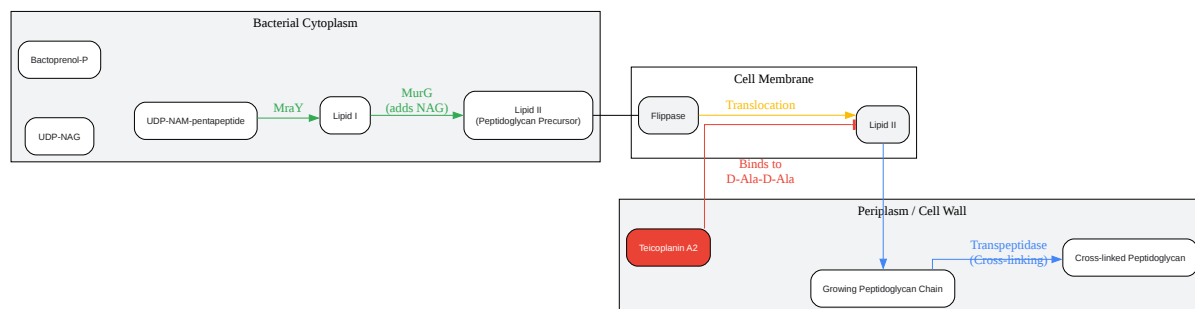 Bacterial Cytoplasm
Bactoprenol-P
UDP-NAG
UDP-NAM-pentapeptide
MraY
Lipid I
MurG
(adds NAG)
Lipid II
(Peptidoglycan Precursor)
Cell Membrane
Flippase
Translocation
Lipid II
Binds to
D-Ala-D-Ala
Periplasm / Cell Wall
Teicoplanin A2
Growing Peptidoglycan Chain
Transpeptidase
(Cross-linking)
Cross-linked Peptidoglycan